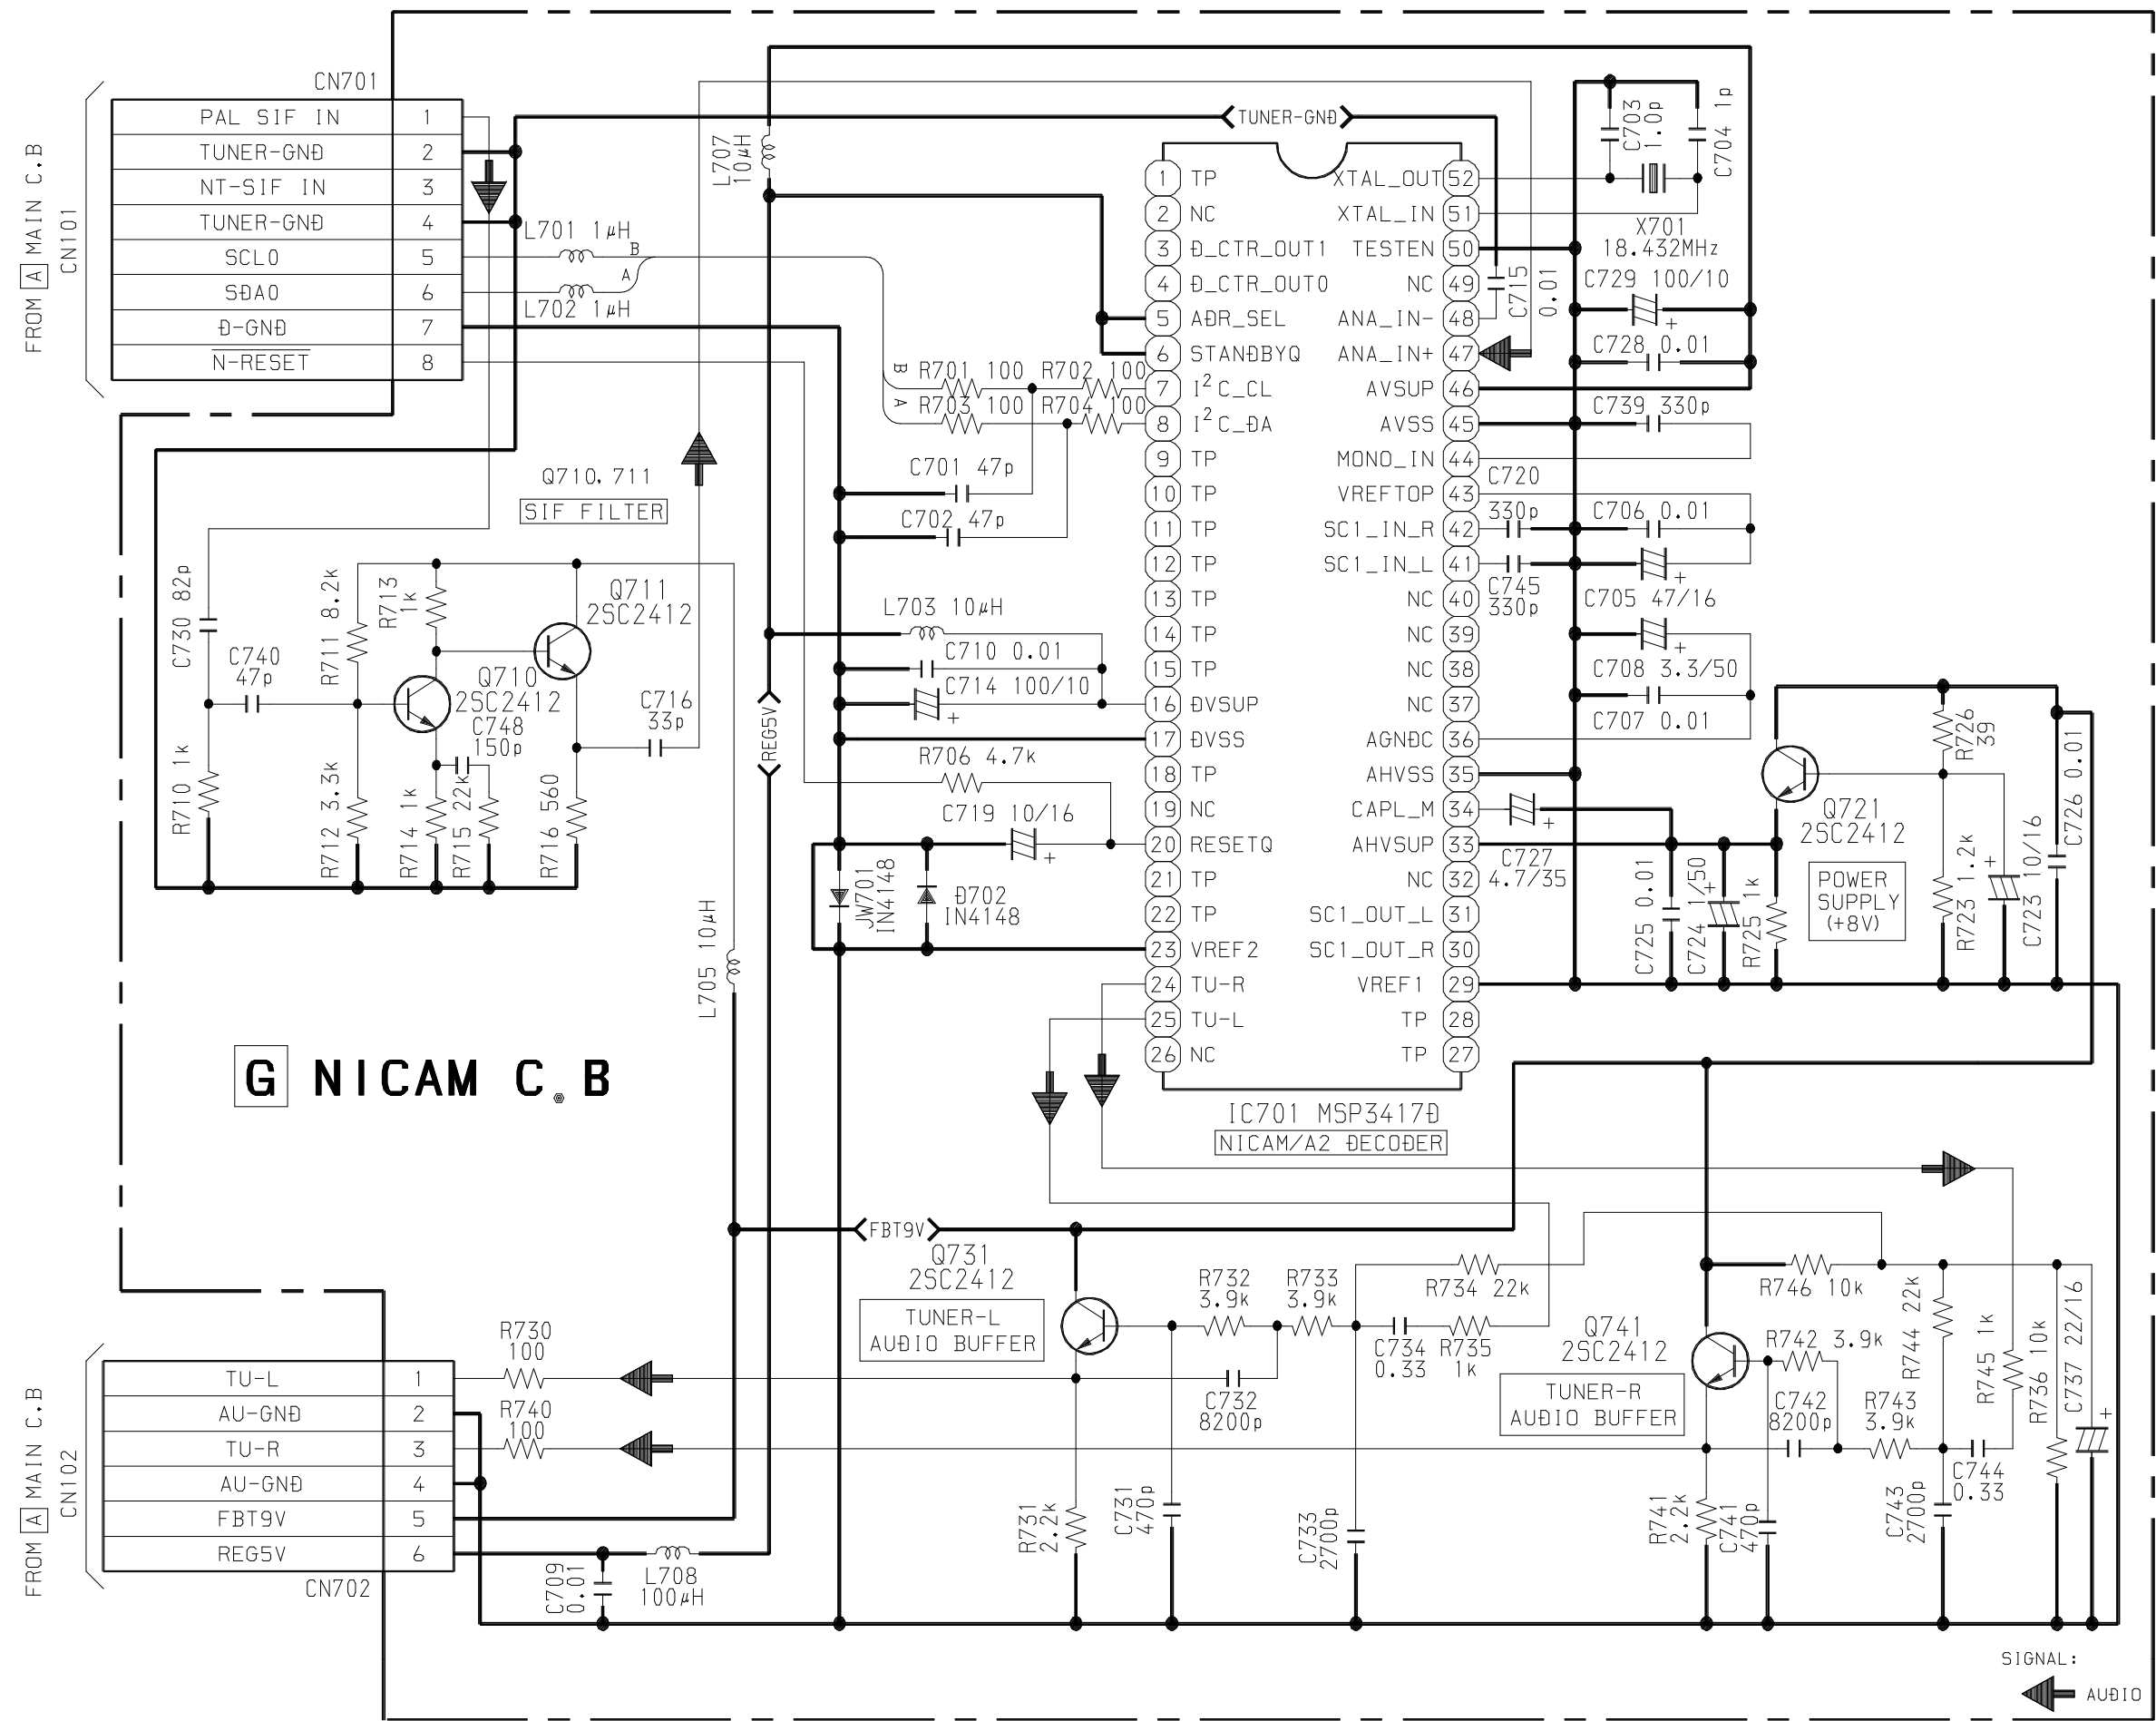 CN701
FROM A MAIN C.B
CN101
PAL SIF IN 1
TUNER-GND 2
NT-SIF IN 3
TUNER-GND 4
SCL0 5
SDA0 6
D-GND 7
N-RESET 8
L701 1μH
B
A
L702 1μH
L707
10μH
TUNER-GND
1 TP
2 NC
3 D_CTR_OUT1
4 D_CTR_OUT0
5 ADR_SEL
6 STANDBYQ
7 I2C_CL
8 I2C_DA
9 TP
10 TP
11 TP
12 TP
13 TP
14 TP
15 TP
16 DVSUP
17 DVSS
18 TP
19 NC
20 RESETQ
21 TP
22 TP
23 VREF2
24 TU-R
25 TU-L
26 NC
XTAL_OUT 52
XTAL_IN 51
TESTEN 50
NC 49
ANA_IN- 48
ANA_IN+ 47
AVSUP 46
AVSS 45
MONO_IN 44
VREFTOP 43
SC1_IN_R 42
SC1_IN_L 41
NC 40
NC 39
NC 38
NC 37
AGNDC 36
AHVSS 35
CAPL_M 34
AHVSUP 33
NC 32
SC1_OUT_L 31
SC1_OUT_R 30
VREF1 29
TP 28
TP 27
IC701 MSP3417D
NICAM/A2 DECODER
C703
1.0p
C704 1p
X701
18.432MHz
C715
0.01
C729 100/10
+
C728 0.01
C739 330p
C720
330p
C706 0.01
C745
330p
+
C705 47/16
+
C708 3.3/50
C707 0.01
B
A
R701 100
R702 100
R703 100
R704 100
C701 47p
C702 47p
L703 10μH
C710 0.01
C714 100/10
+
REG5V
R706 4.7k
C719 10/16
+
JW701
IN4148
D702
IN4148
Q710,711
SIF FILTER
C730 82p
C740
47p
R711 8.2k
R713
1k
Q711
2SC2412
Q710
2SC2412
C748
150p
C716
33p
R710 1k
R712 3.3k
R714 1k
R715 22k
R716 560
L705 10μH
+
C727
4.7/35
C725 0.01
C724 1/50
+
R725 1k
Q721
2SC2412
POWER
SUPPLY
(+8V)
R726
39
R723 1.2k
+
C723 10/16
C726 0.01
G NICAM C.B
FBT9V
Q731
2SC2412
TUNER-L
AUDIO BUFFER
R732
3.9k
R733
3.9k
R734 22k
C734
0.33
R735
1k
C732
8200p
R731
2.2k
C731
470p
C733
2700p
R746 10k
Q741
2SC2412
TUNER-R
AUDIO BUFFER
R742 3.9k
C742
8200p
R743
3.9k
R744 22k
R745 1k
R736 10k
C737 22/16
+
C744
0.33
R741
2.2k
C741
470p
C743
2700p
FROM A MAIN C.B
CN102
TU-L 1
AU-GND 2
TU-R 3
AU-GND 4
FBT9V 5
REG5V 6
CN702
R730
100
R740
100
C709
0.01
L708
100μH
SIGNAL:
AUDIO